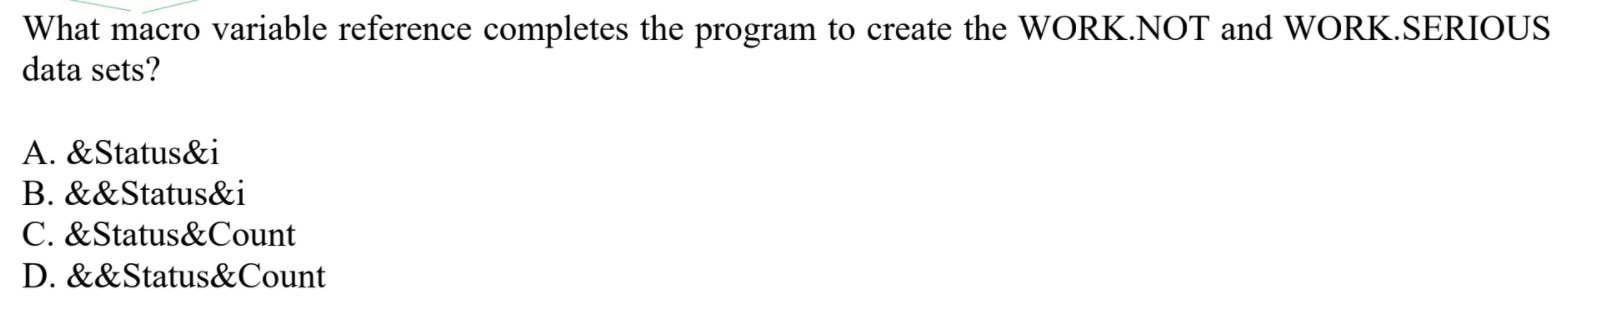 What macro variable reference completes the program to create the WORK.NOT and WORK.SERIOUS
data sets?
A. &Status&i
B. &&Status&i
C. &Status&Count
D. &&Status&Count